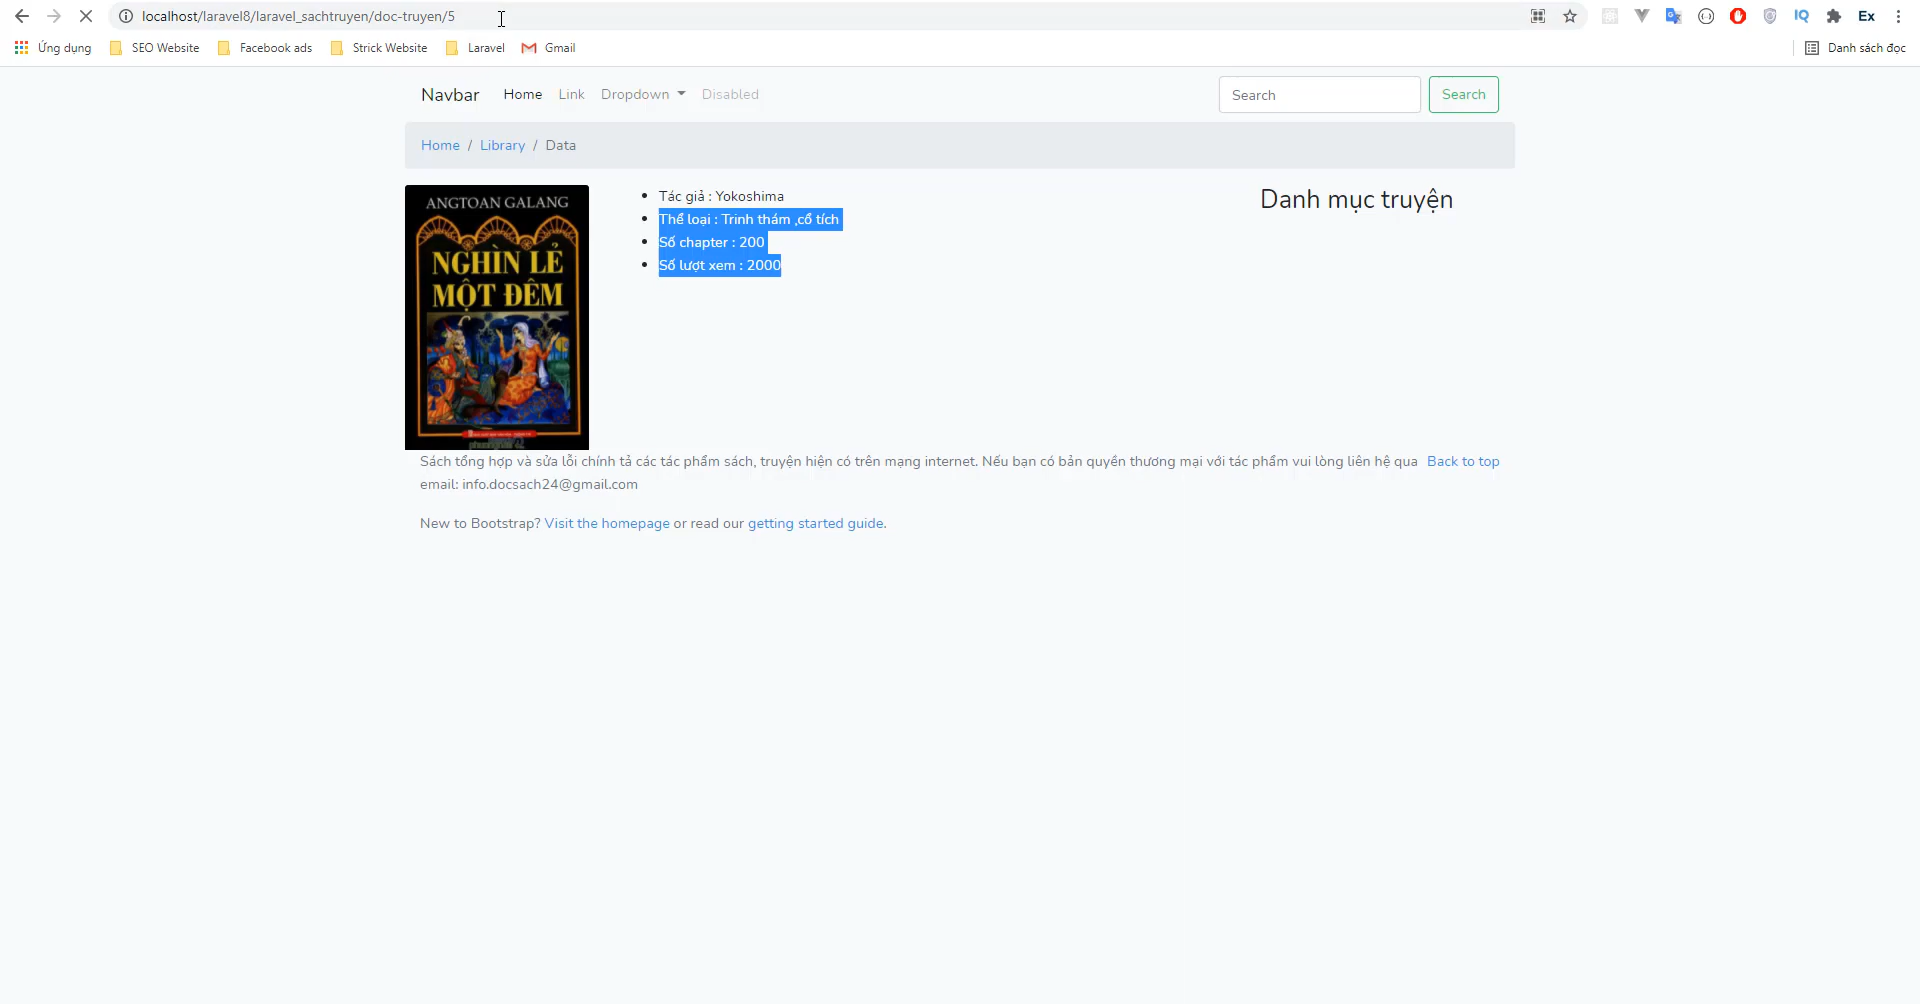 localhost/laravel8/laravel_sachtruyen/doc-truyen/5
IQ
Ex
Ứng dụng SEO Website Facebook ads Strick Website Laravel Gmail Danh sách đọc
Navbar Home Link Dropdown Disabled Search Search
Home / Library / Data
ANGTOAN GALANG
NGHÌN LẺ
MỘT ĐÊM
Tác giả : Yokoshima
Thể loại : Trinh thám ,cổ tích
Số chapter : 200
Số lượt xem : 2000
Danh mục truyện
Sách tổng hợp và sửa lỗi chính tả các tác phẩm sách, truyện hiện có trên mạng internet. Nếu bạn có bản quyền thương mại với tác phẩm vui lòng liên hệ qua Back to top
email: info.docsach24@gmail.com
New to Bootstrap? Visit the homepage or read our getting started guide.